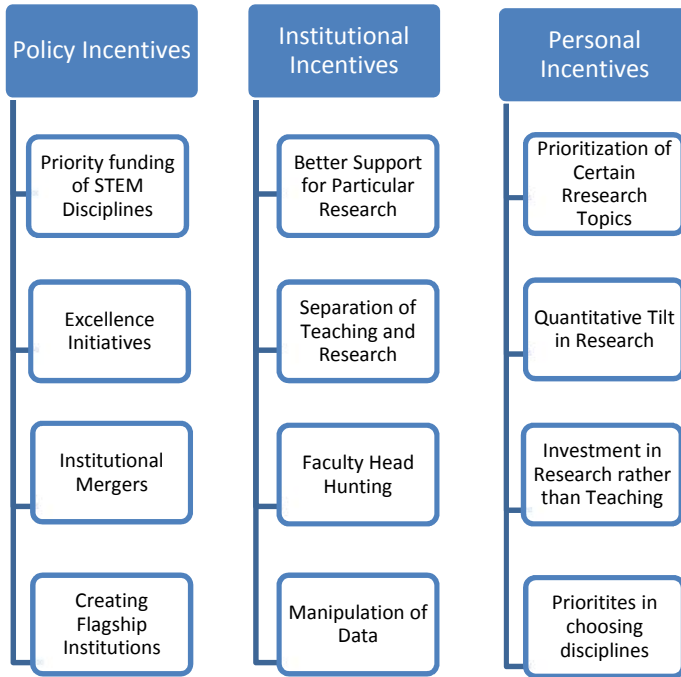 Policy Incentives
Priority funding
of STEM
Disciplines
Excellence
Initiatives
Institutional
Mergers
Creating
Flagship
Institutions
Institutional
Incentives
Better Support
for Particular
Research
Separation of
Teaching and
Research
Faculty Head
Hunting
Manipulation of
Data
Personal
Incentives
Prioritization of
Certain
Rresearch
Topics
Quantitative Tilt
in Research
Investment in
Research rather
than Teaching
Prioritites in
choosing
disciplines